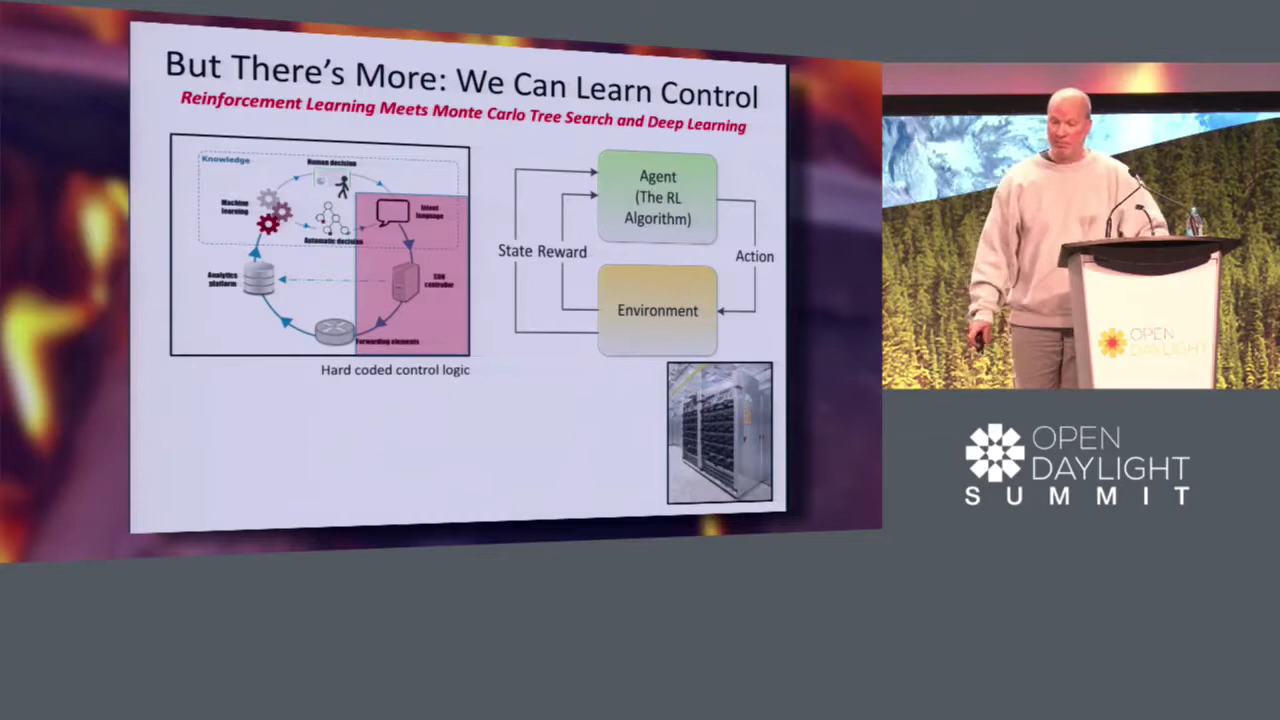 But There's More: We Can Learn Control
Reinforcement Learning Meets Monte Carlo Tree Search and Deep Learning
Knowledge
Human decision
Machine
learning
Intent
language
Automatic decision
Analytics
platform
SDN
controller
Forwarding elements
Hard coded control logic
Agent
(The RL
Algorithm)
State Reward
Action
Environment
OPEN
DAYLIGHT
OPEN
DAYLIGHT
SUMMIT